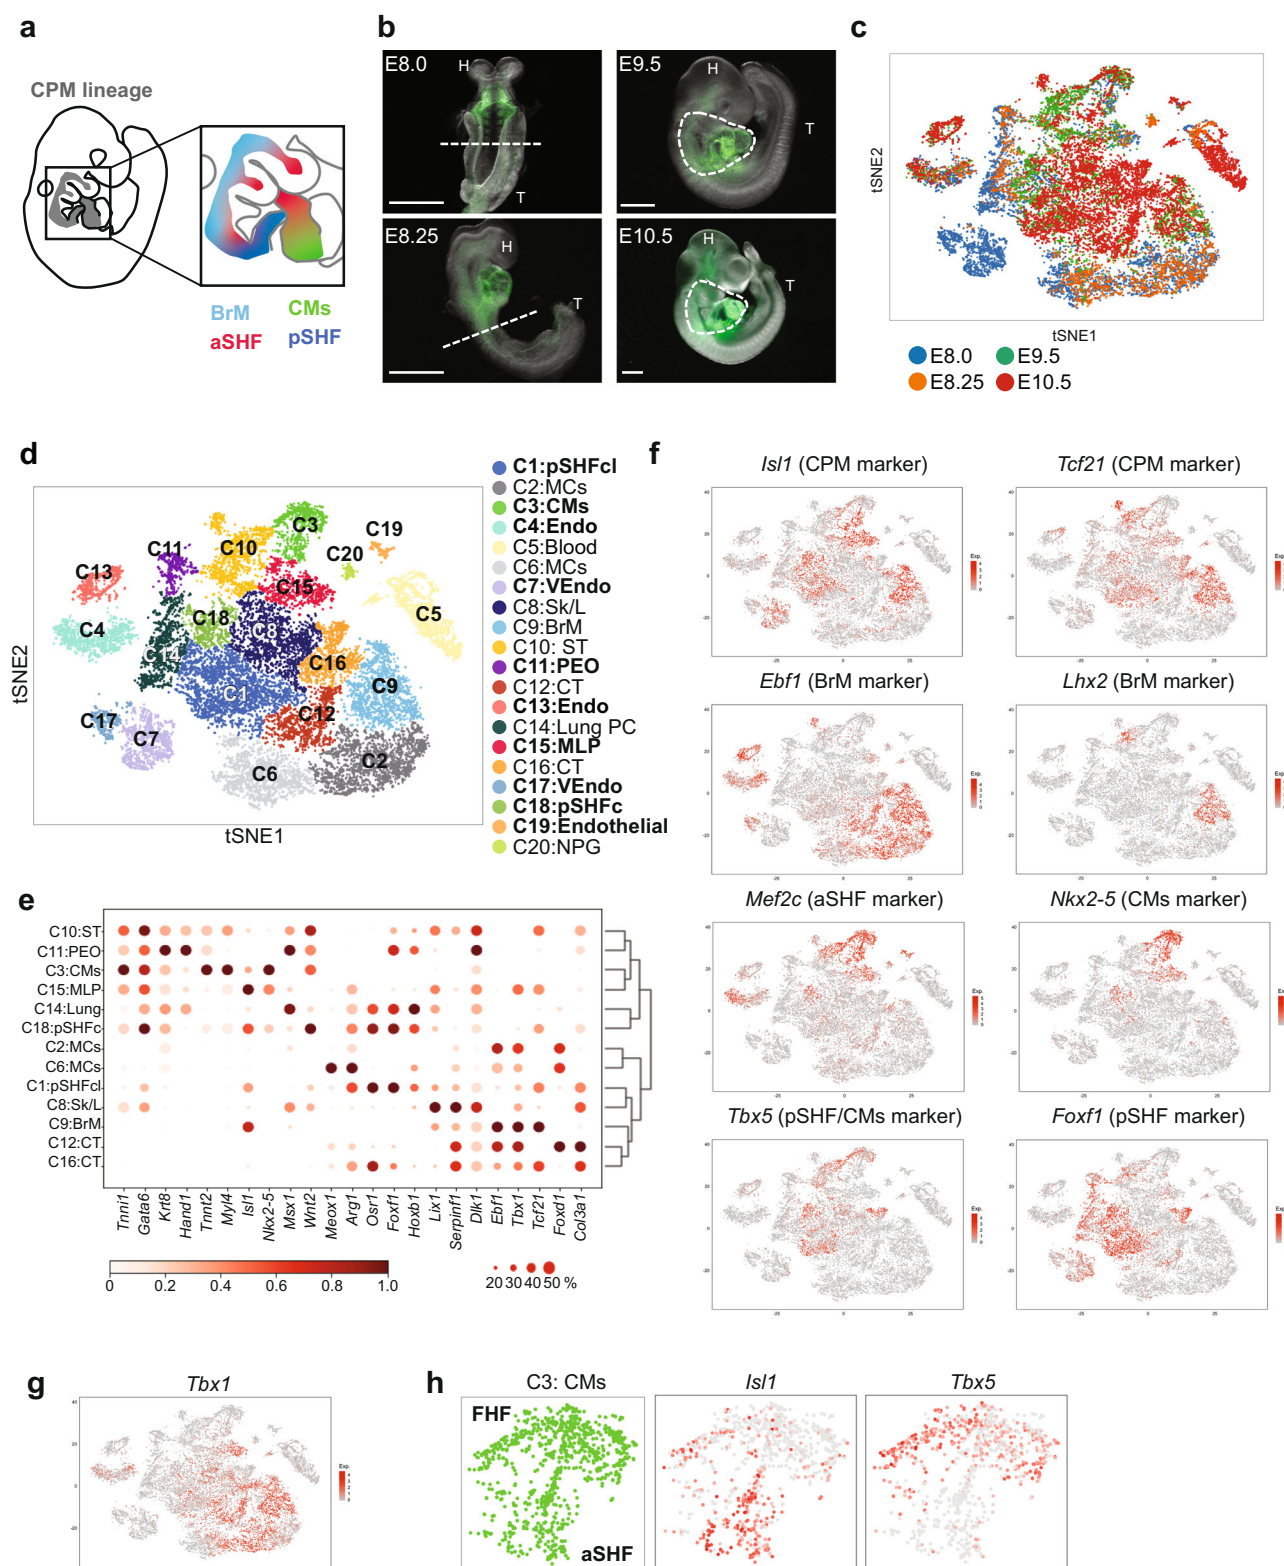 a
CPM lineage
BrM
CMs
aSHF
pSHF
b
E8.0
H
T
E9.5
H
T
E8.25
H
T
E10.5
H
T
c
tSNE2
tSNE1
E8.0
E9.5
E8.25
E10.5
d
C3
C19
C11
C10
C20
C13
C15
C5
C18
C4
C8
C14
C16
C1
C9
C12
C17
C7
C6
C2
tSNE2
tSNE1
C1:pSHFcl
C2:MCs
C3:CMs
C4:Endo
C5:Blood
C6:MCs
C7:VEndo
C8:Sk/L
C9:BrM
C10: ST
C11:PEO
C12:CT
C13:Endo
C14:Lung PC
C15:MLP
C16:CT
C17:VEndo
C18:pSHFc
C19:Endothelial
C20:NPG
e
C10:ST
C11:PEO
C3:CMs
C15:MLP
C14:Lung
C18:pSHFc
C2:MCs
C6:MCs
C1:pSHFcl
C8:Sk/L
C9:BrM
C12:CT
C16:CT
Tnni1
Gata6
Krt8
Hand1
Tnnt2
Myl4
Isl1
Nkx2-5
Msx1
Wnt2
Meox1
Arg1
Osr1
Foxf1
Hoxb1
Lix1
Serpinf1
Dlk1
Ebf1
Tbx1
Tcf21
Foxd1
Col3a1
0 0.2 0.4 0.6 0.8 1.0
20 30 40 50 %
f
Isl1 (CPM marker)
Tcf21 (CPM marker)
Ebf1 (BrM marker)
Lhx2 (BrM marker)
Mef2c (aSHF marker)
Nkx2-5 (CMs marker)
Tbx5 (pSHF/CMs marker)
Foxf1 (pSHF marker)
g
Tbx1
h
C3: CMs
FHF
aSHF
Isl1
Tbx5